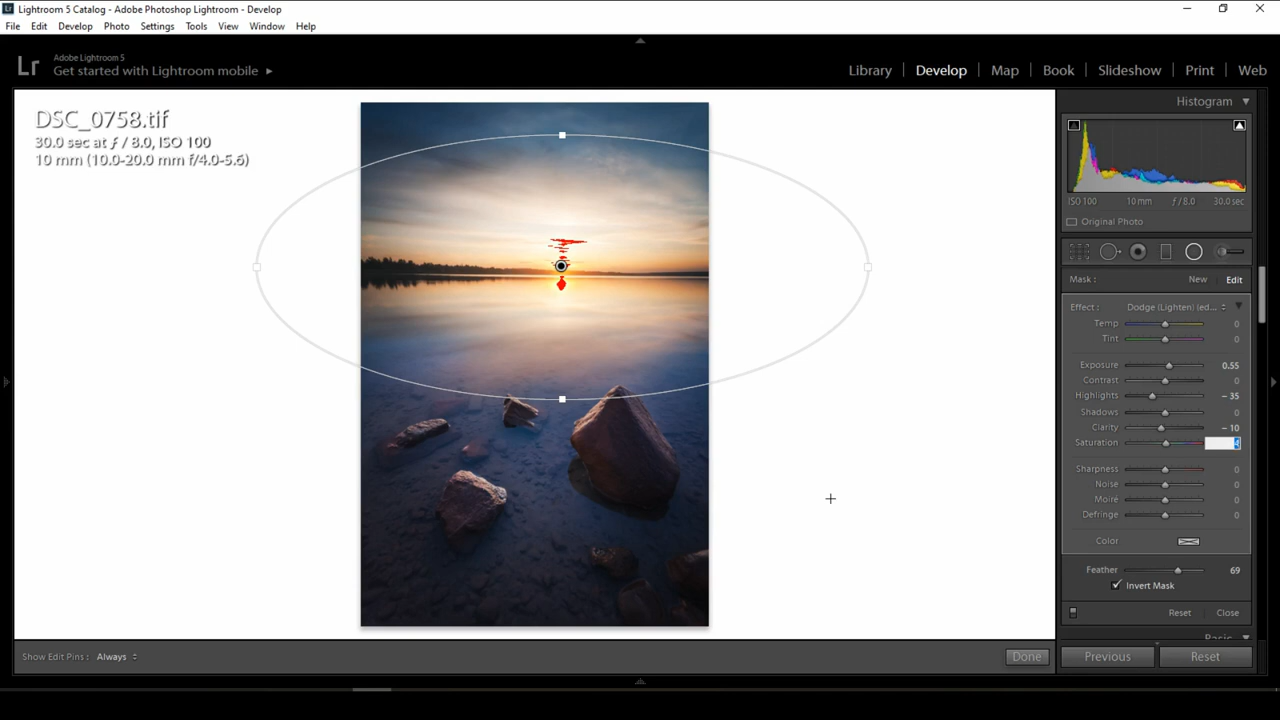 Lightroom 5 Catalog - Adobe Photoshop Lightroom - Develop
File Edit Develop Photo Settings Tools View Window Help
Lr
Adobe Lightroom 5
Get started with Lightroom mobile ▶
Library Develop Map Book Slideshow Print Web
DSC_0758.tif
30.0 sec at ƒ / 8.0, ISO 100
10 mm (10.0-20.0 mm f/4.0-5.6)
Histogram
ISO 100 10 mm ƒ / 8.0 30.0 sec
Original Photo
Mask : New Edit
Effect : Dodge (Lighten) (ed...
Temp 0
Tint 0
Exposure 0.55
Contrast 0
Highlights – 35
Shadows 0
Clarity – 10
Saturation 4
Sharpness 0
Noise 0
Moiré 0
Defringe 0
Color
Feather 69
Invert Mask
Reset Close
Basic
Show Edit Pins : Always
Done
Previous Reset